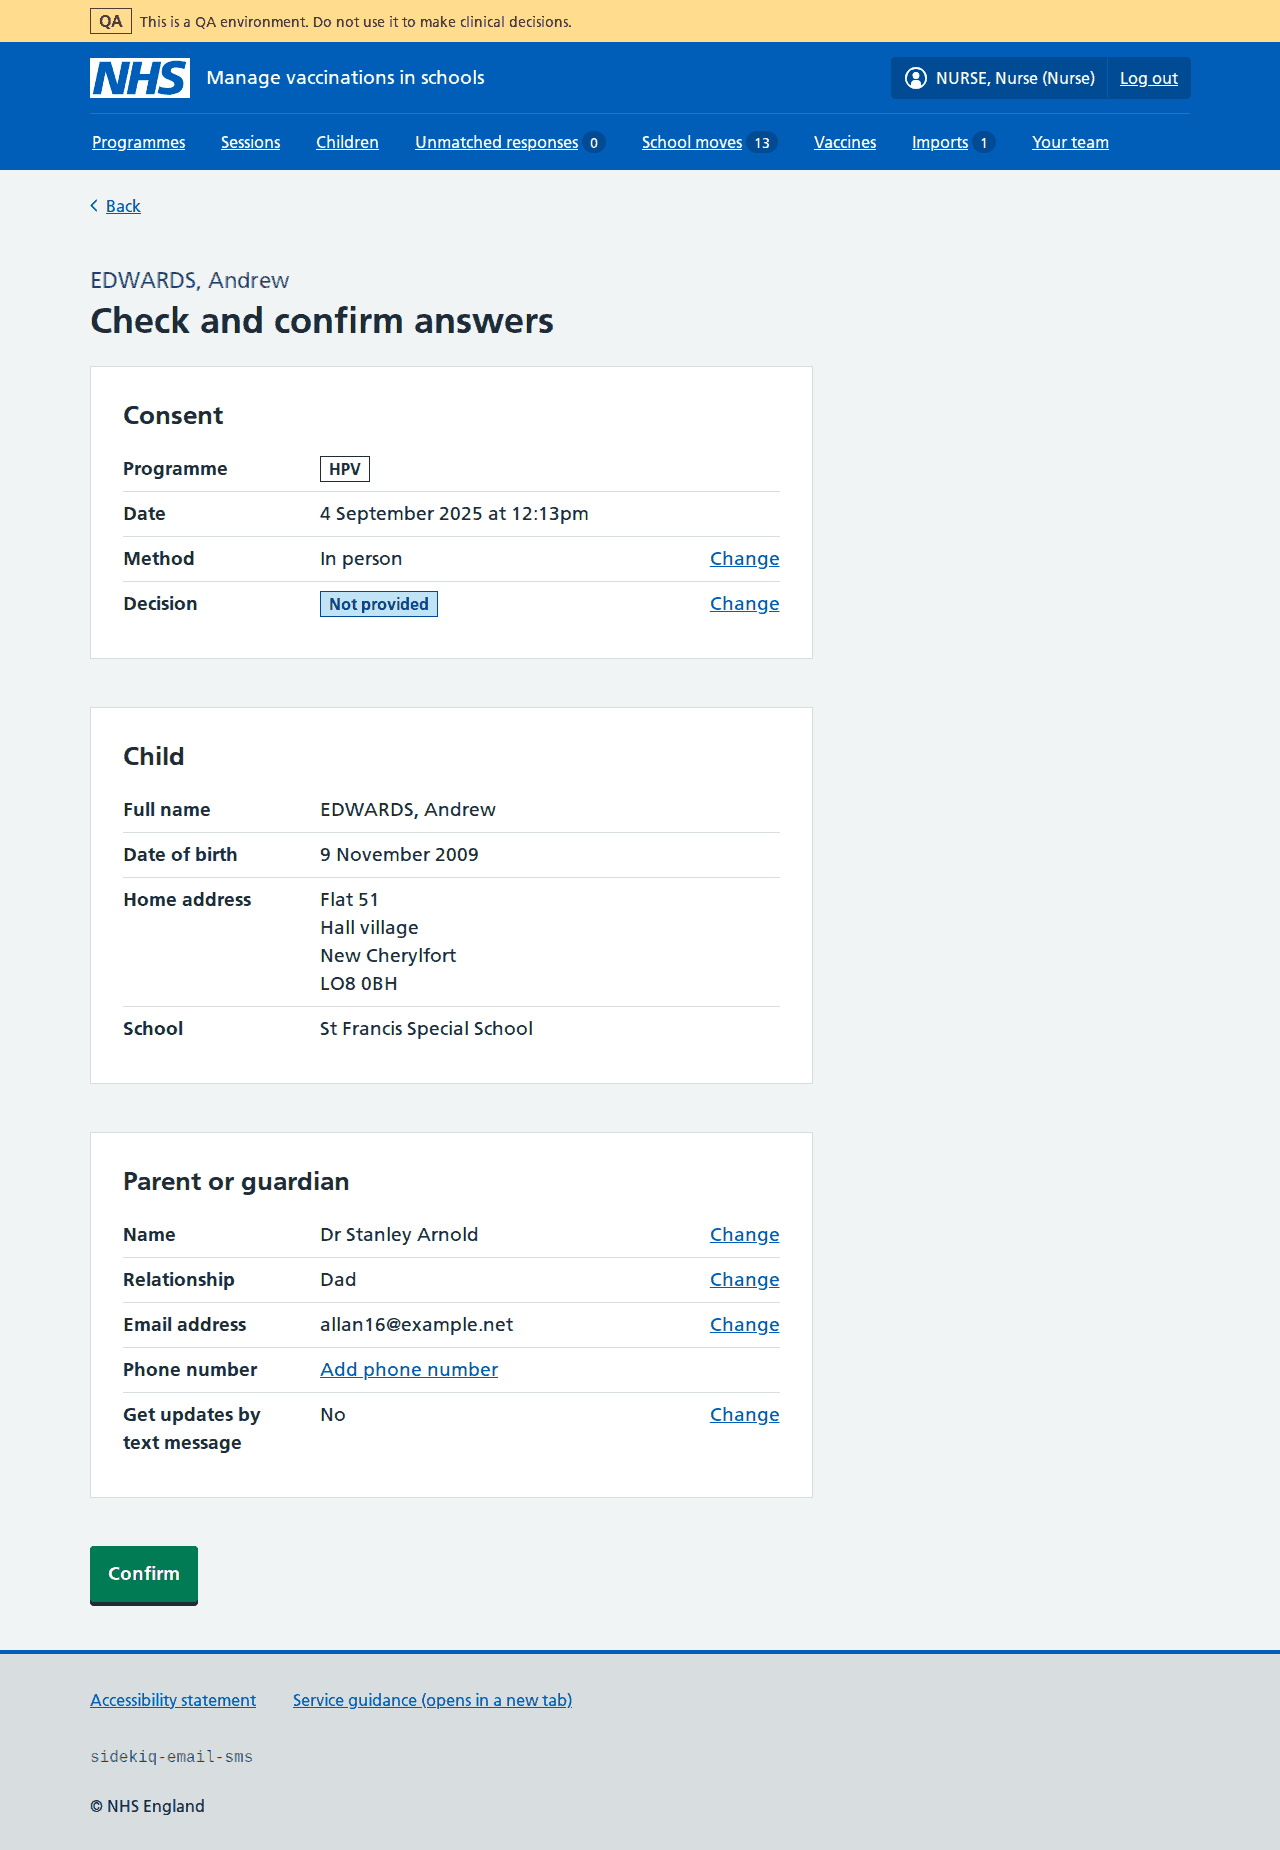 QA This is a QA environment. Do not use it to make clinical decisions.
NHS Manage vaccinations in schools NURSE, Nurse (Nurse) Log out
Programmes Sessions Children Unmatched responses 0 School moves 13 Vaccines Imports 1 Your team
Back
EDWARDS, Andrew
Check and confirm answers
Consent
Programme HPV
Date 4 September 2025 at 12:13pm
Method In person Change
Decision Not provided Change
Child
Full name EDWARDS, Andrew
Date of birth 9 November 2009
Home address Flat 51
Hall village
New Cherylfort
LO8 0BH
School St Francis Special School
Parent or guardian
Name Dr Stanley Arnold Change
Relationship Dad Change
Email address allan16@example.net Change
Phone number Add phone number
Get updates by No Change
text message
Confirm
Accessibility statement Service guidance (opens in a new tab)
sidekiq-email-sms
© NHS England